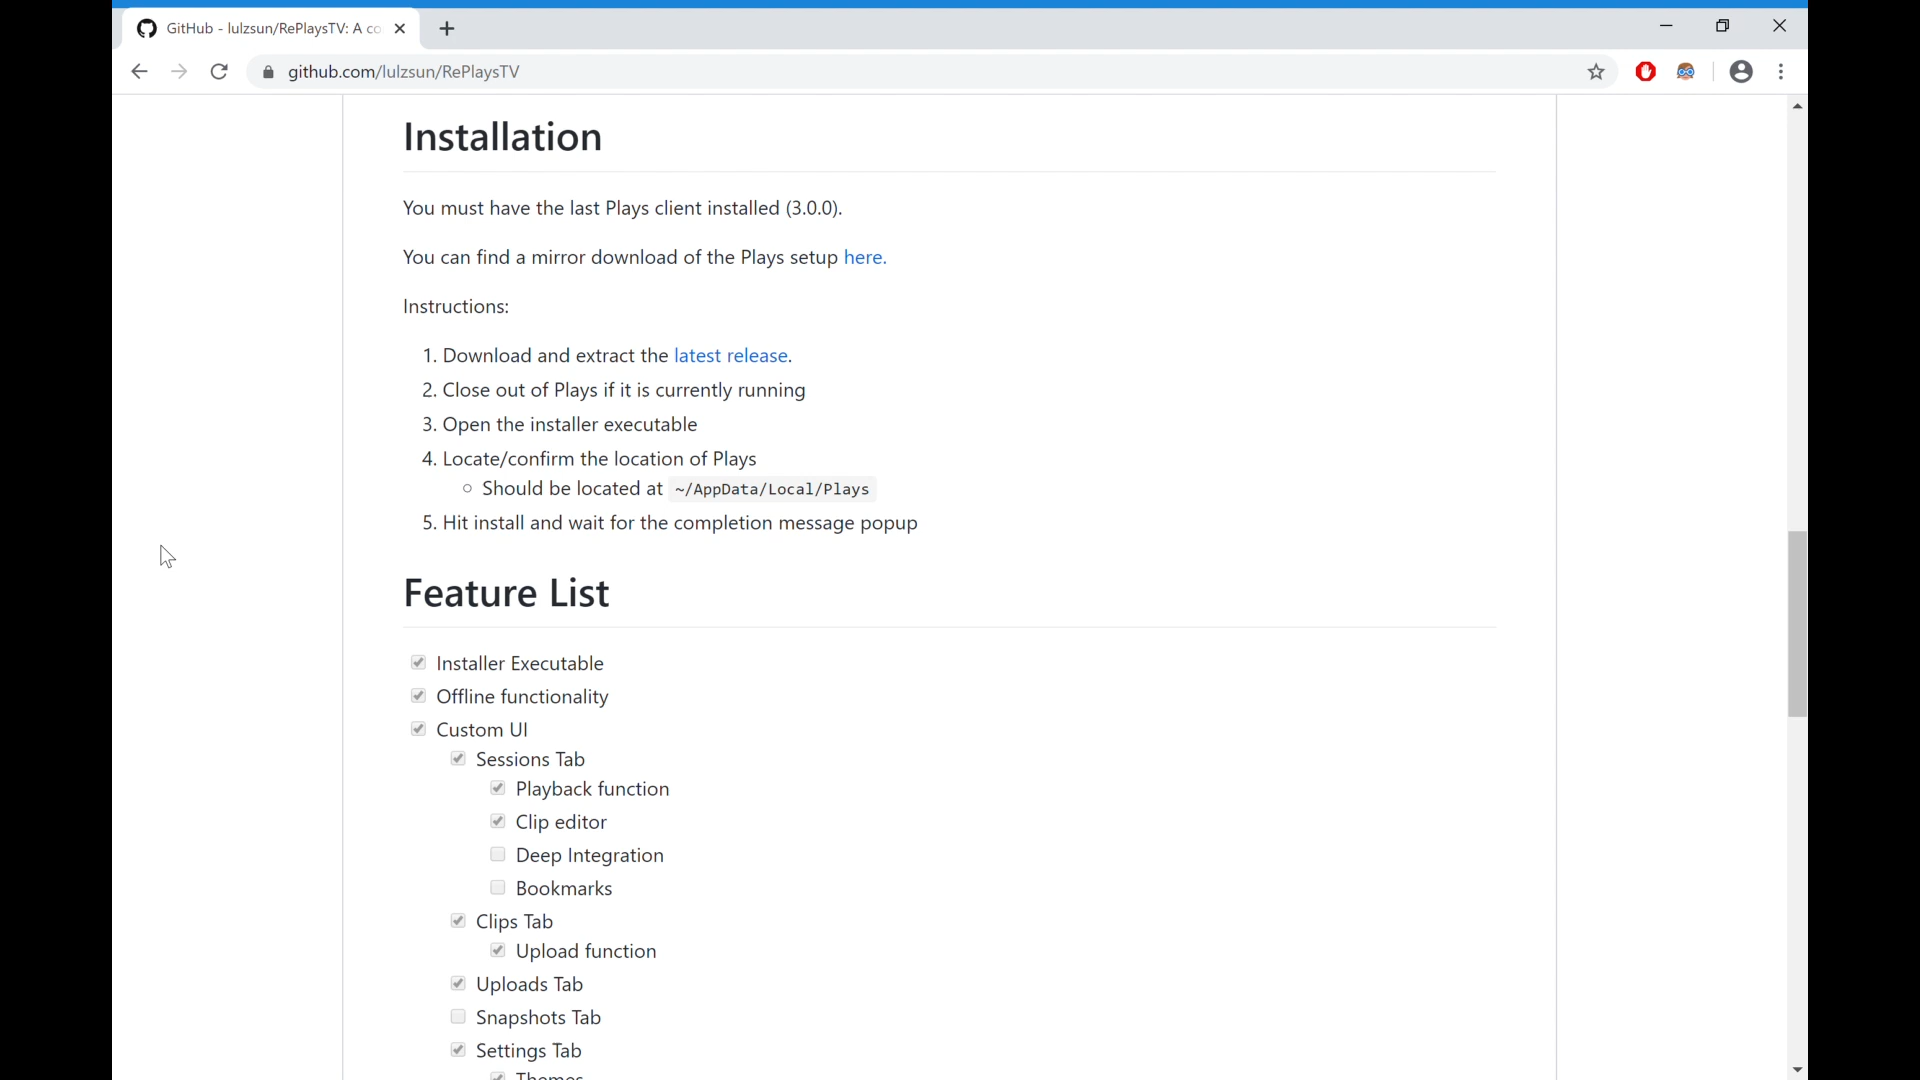 GitHub - lulzsun/RePlaysTV: A co
github.com/lulzsun/RePlaysTV
Installation
You must have the last Plays client installed (3.0.0).
You can find a mirror download of the Plays setup here.
Instructions:
1. Download and extract the latest release.
2. Close out of Plays if it is currently running
3. Open the installer executable
4. Locate/confirm the location of Plays
Should be located at ~/AppData/Local/Plays
5. Hit install and wait for the completion message popup
Feature List
Installer Executable
Offline functionality
Custom UI
Sessions Tab
Playback function
Clip editor
Deep Integration
Bookmarks
Clips Tab
Upload function
Uploads Tab
Snapshots Tab
Settings Tab
Themes